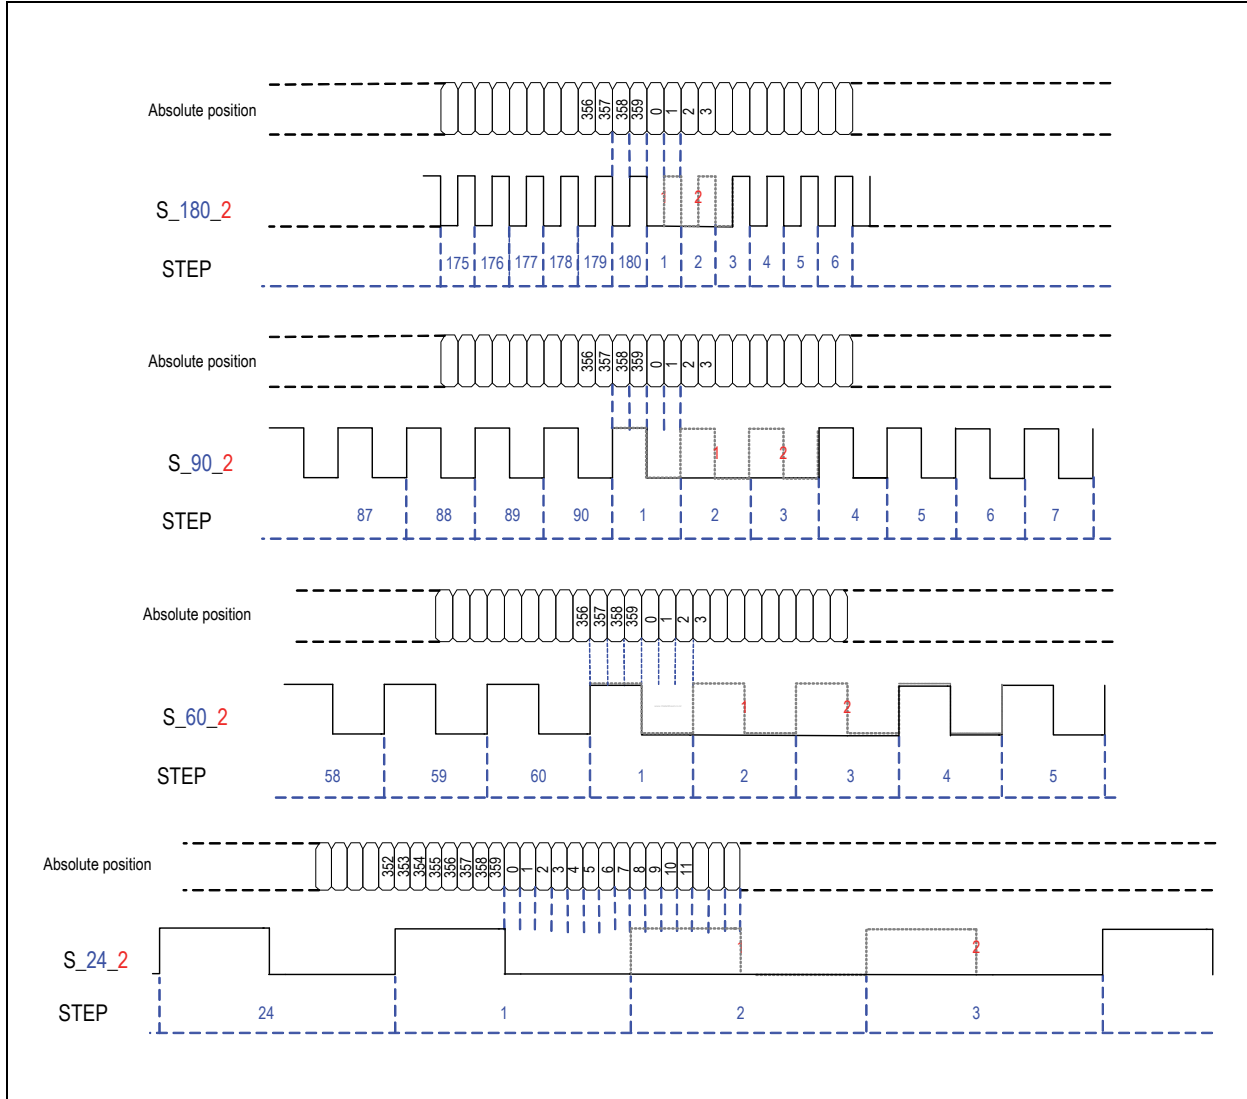 Absolute position
356 357 358 359 0 1 2 3
S_180_2
1 2
STEP
175 176 177 178 179 180 1 2 3 4 5 6
Absolute position
356 357 358 359 0 1 2 3
S_90_2
1 2
STEP
87 88 89 90 1 2 3 4 5 6 7
Absolute position
356 357 358 359 0 1 2 3
S_60_2
1 2
STEP
58 59 60 1 2 3 4 5
Absolute position
352 353 354 355 356 357 358 359 0 1 2 3 4 5 6 7 8 9 10 11
S_24_2
1 2
STEP
24 1 2 3